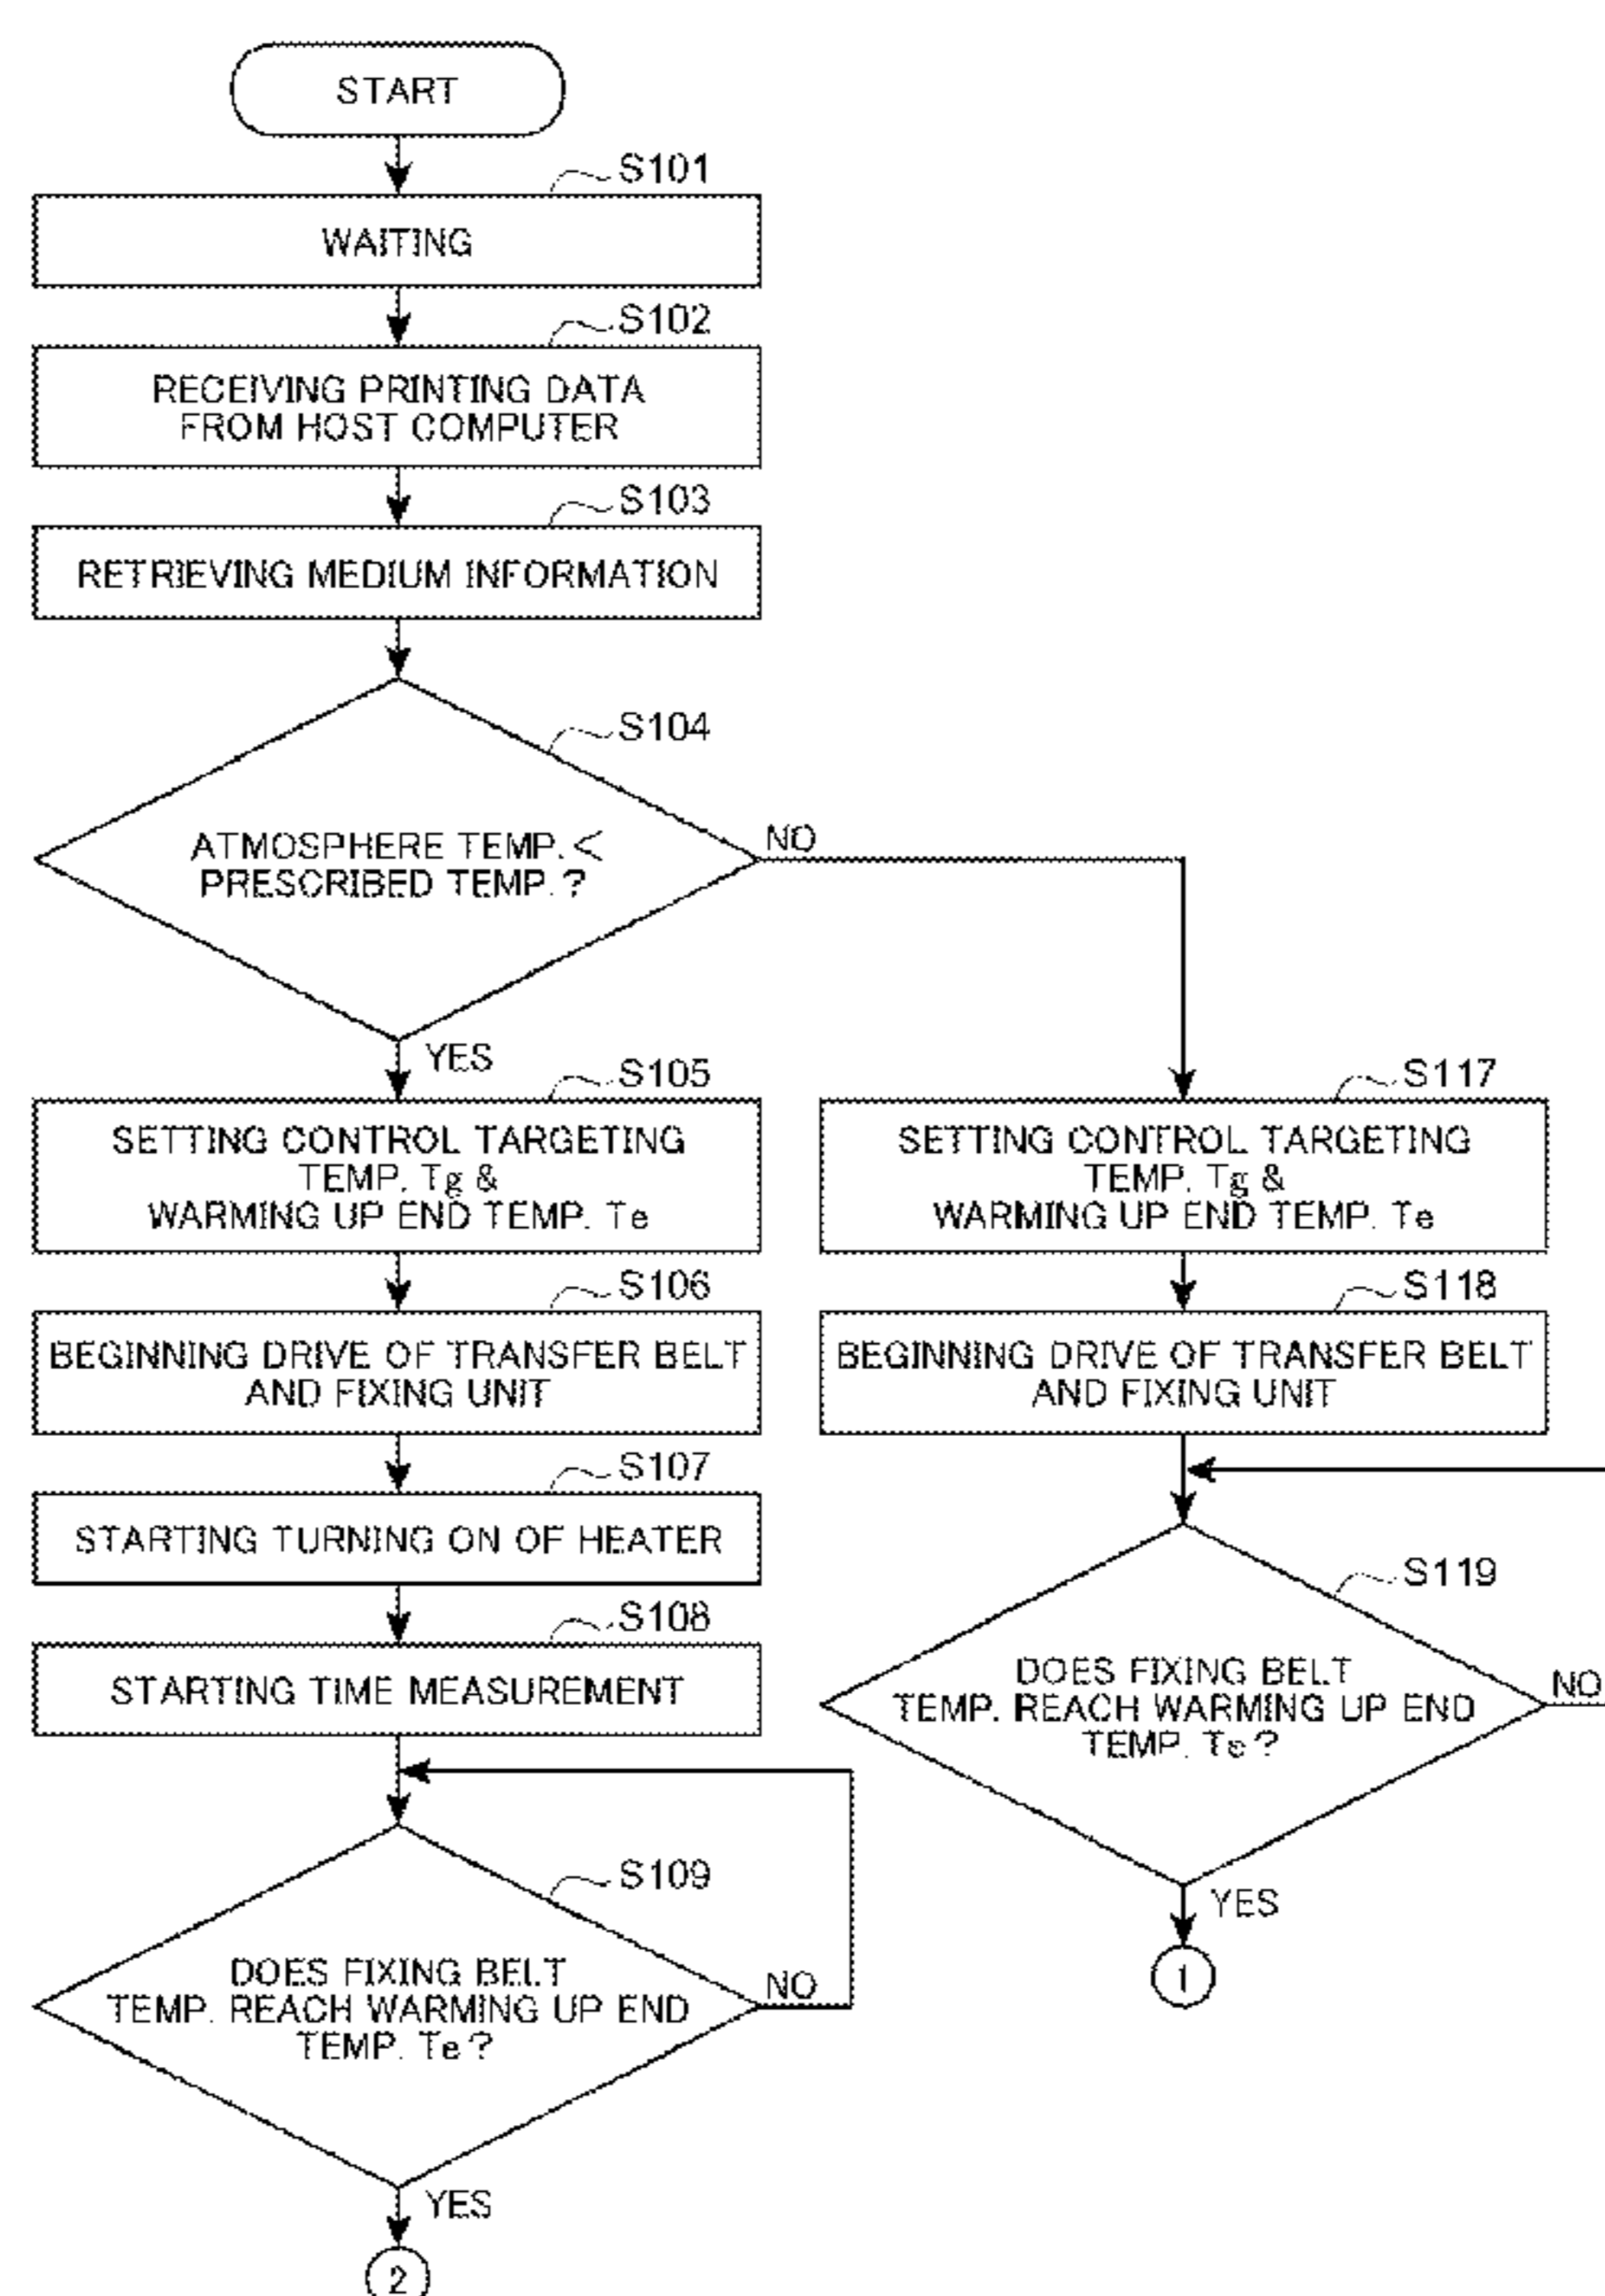 START
S101
WAITING
S102
RECEIVING PRINTING DATA
FROM HOST COMPUTER
S103
RETRIEVING MEDIUM INFORMATION
S104
ATMOSPHERE TEMP. <
PRESCRIBED TEMP. ?
NO
YES
S105
SETTING CONTROL TARGETING
TEMP. Tg &
WARMING UP END TEMP. Te
S117
SETTING CONTROL TARGETING
TEMP. Tg &
WARMING UP END TEMP. Te
S106
BEGINNING DRIVE OF TRANSFER BELT
AND FIXING UNIT
S118
BEGINNING DRIVE OF TRANSFER BELT
AND FIXING UNIT
S107
STARTING TURNING ON OF HEATER
S108
STARTING TIME MEASUREMENT
S119
DOES FIXING BELT
TEMP. REACH WARMING UP END
TEMP. Te ?
NO
YES
1
S109
DOES FIXING BELT
TEMP. REACH WARMING UP END
TEMP. Te ?
NO
YES
2